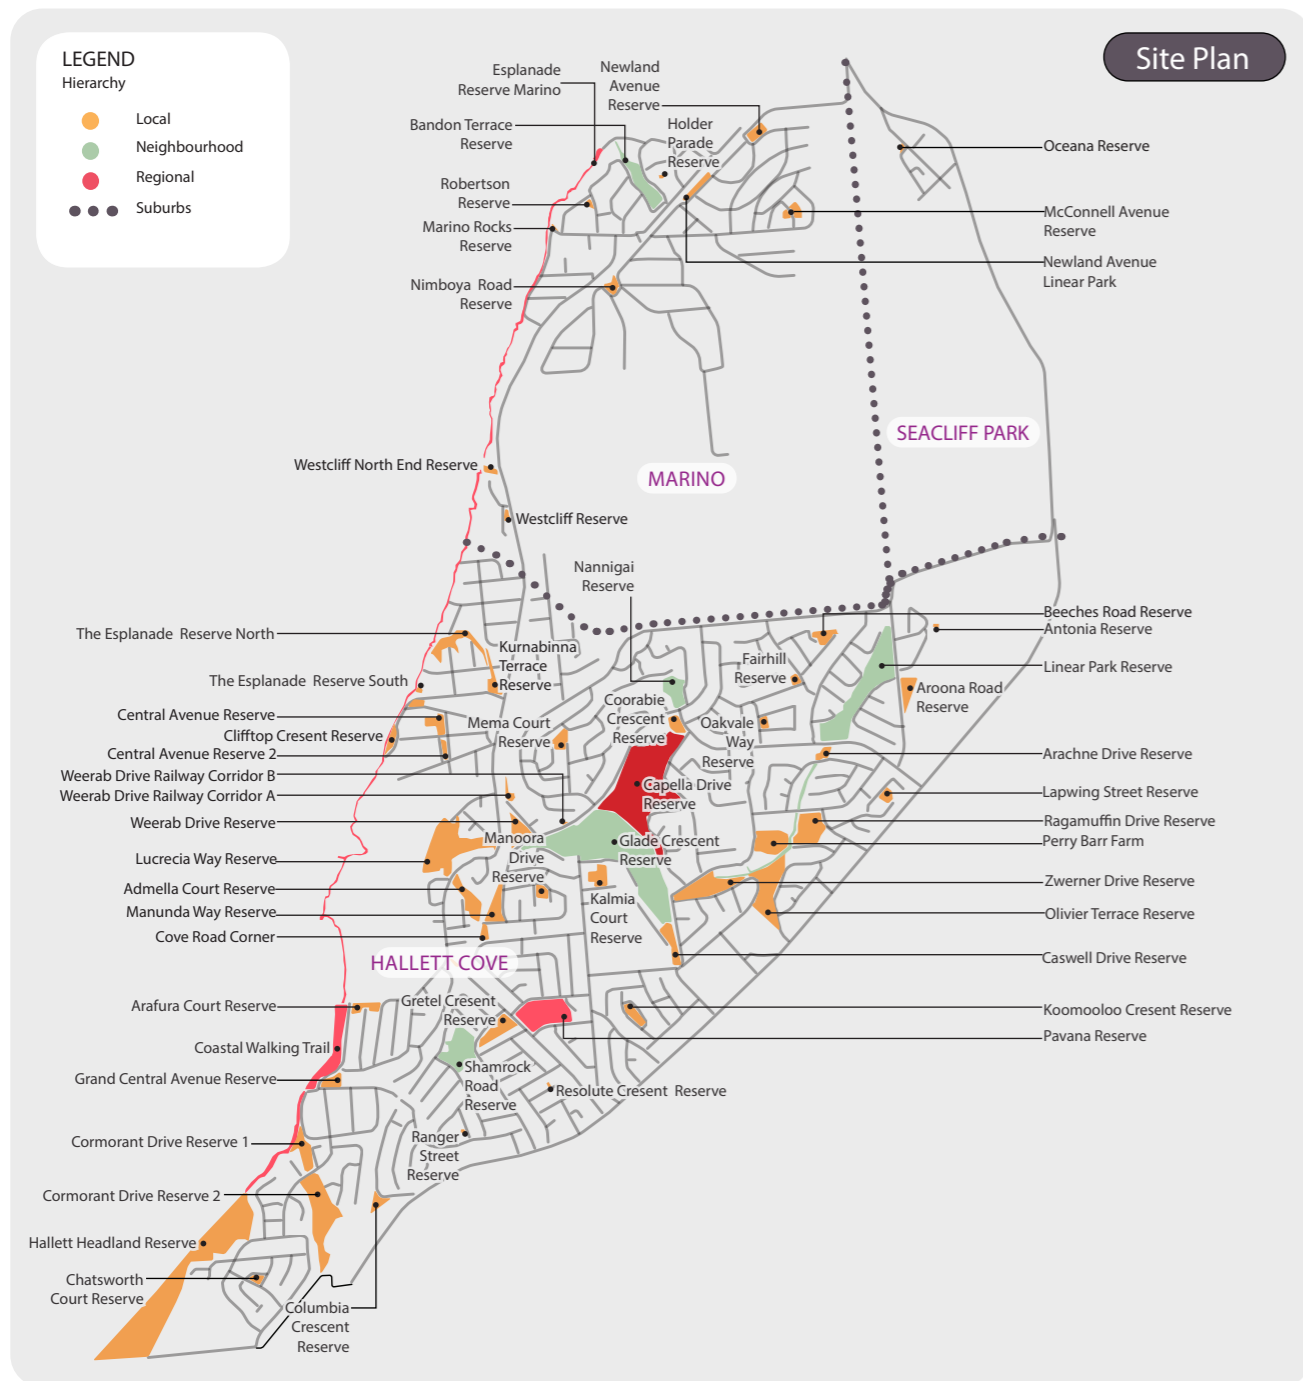 LEGEND
Hierarchy
Local
Neighbourhood
Regional
Suburbs
Site Plan
Esplanade
Reserve Marino
Newland
Avenue
Reserve
Bandon Terrace
Reserve
Holder
Parade
Reserve
Robertson
Reserve
Marino Rocks
Reserve
Nimboya Road
Reserve
Oceana Reserve
McConnell Avenue
Reserve
Newland Avenue
Linear Park
SEACLIFF PARK
MARINO
Westcliff North End Reserve
Westcliff Reserve
Nannigai
Reserve
Beeches Road Reserve
Antonia Reserve
The Esplanade Reserve North
Kurnabinna
Terrace
Reserve
Fairhill
Reserve
Linear Park Reserve
The Esplanade Reserve South
Aroona Road
Reserve
Coorabie
Crescent
Reserve
Central Avenue Reserve
Mema Court
Reserve
Oakvale
Way
Reserve
Clifftop Cresent Reserve
Central Avenue Reserve 2
Arachne Drive Reserve
Weerab Drive Railway Corridor B
Weerab Drive Railway Corridor A
Capella Drive
Reserve
Lapwing Street Reserve
Weerab Drive Reserve
Ragamuffin Drive Reserve
Manoora
Drive
Reserve
Glade Crescent
Reserve
Perry Barr Farm
Lucrecia Way Reserve
Admella Court Reserve
Zwerner Drive Reserve
Kalmia
Court
Reserve
Manunda Way Reserve
Olivier Terrace Reserve
Cove Road Corner
HALLETT COVE
Caswell Drive Reserve
Arafura Court Reserve
Gretel Cresent
Reserve
Koomooloo Cresent Reserve
Pavana Reserve
Coastal Walking Trail
Shamrock
Road
Reserve
Grand Central Avenue Reserve
Resolute Cresent Reserve
Cormorant Drive Reserve 1
Ranger
Street
Reserve
Cormorant Drive Reserve 2
Hallett Headland Reserve
Chatsworth
Court Reserve
Columbia
Crescent
Reserve